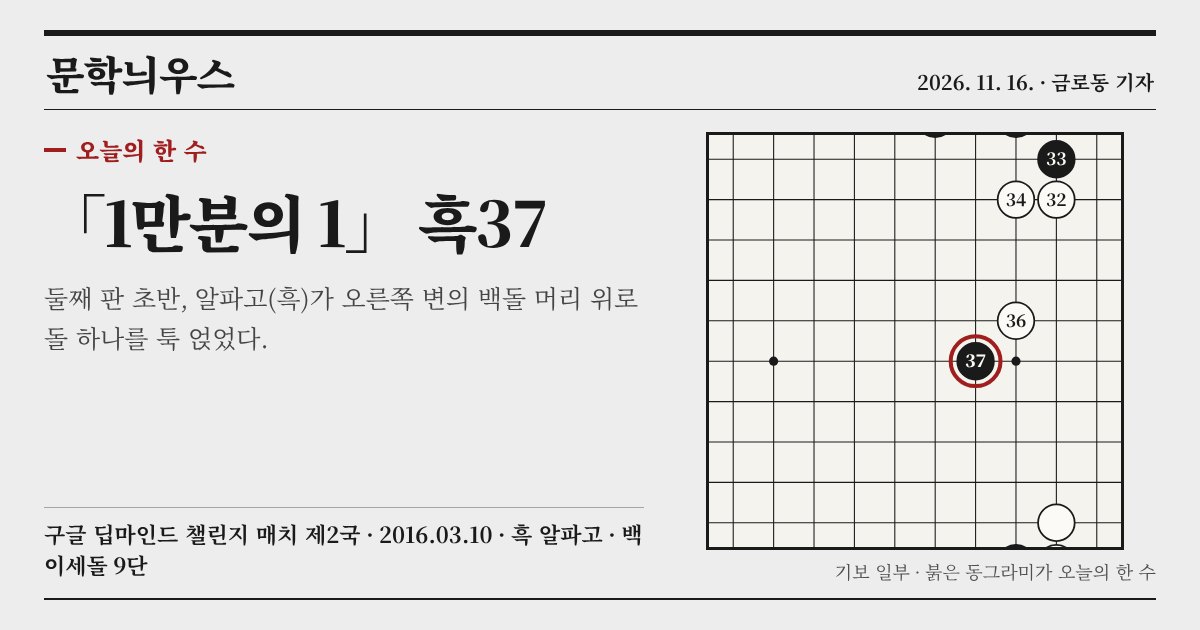 문학늬우스
2026. 11. 16. · 금로동 기자
오늘의 한 수
「1만분의 1」 흑37
둘째 판 초반, 알파고(흑)가 오른쪽 변의 백돌 머리 위로
돌 하나를 툭 얹었다.
33
34 32
36
37
구글 딥마인드 챌린지 매치 제2국 · 2016.03.10 · 흑 알파고 · 백
이세돌 9단
기보 일부 · 붉은 동그라미가 오늘의 한 수